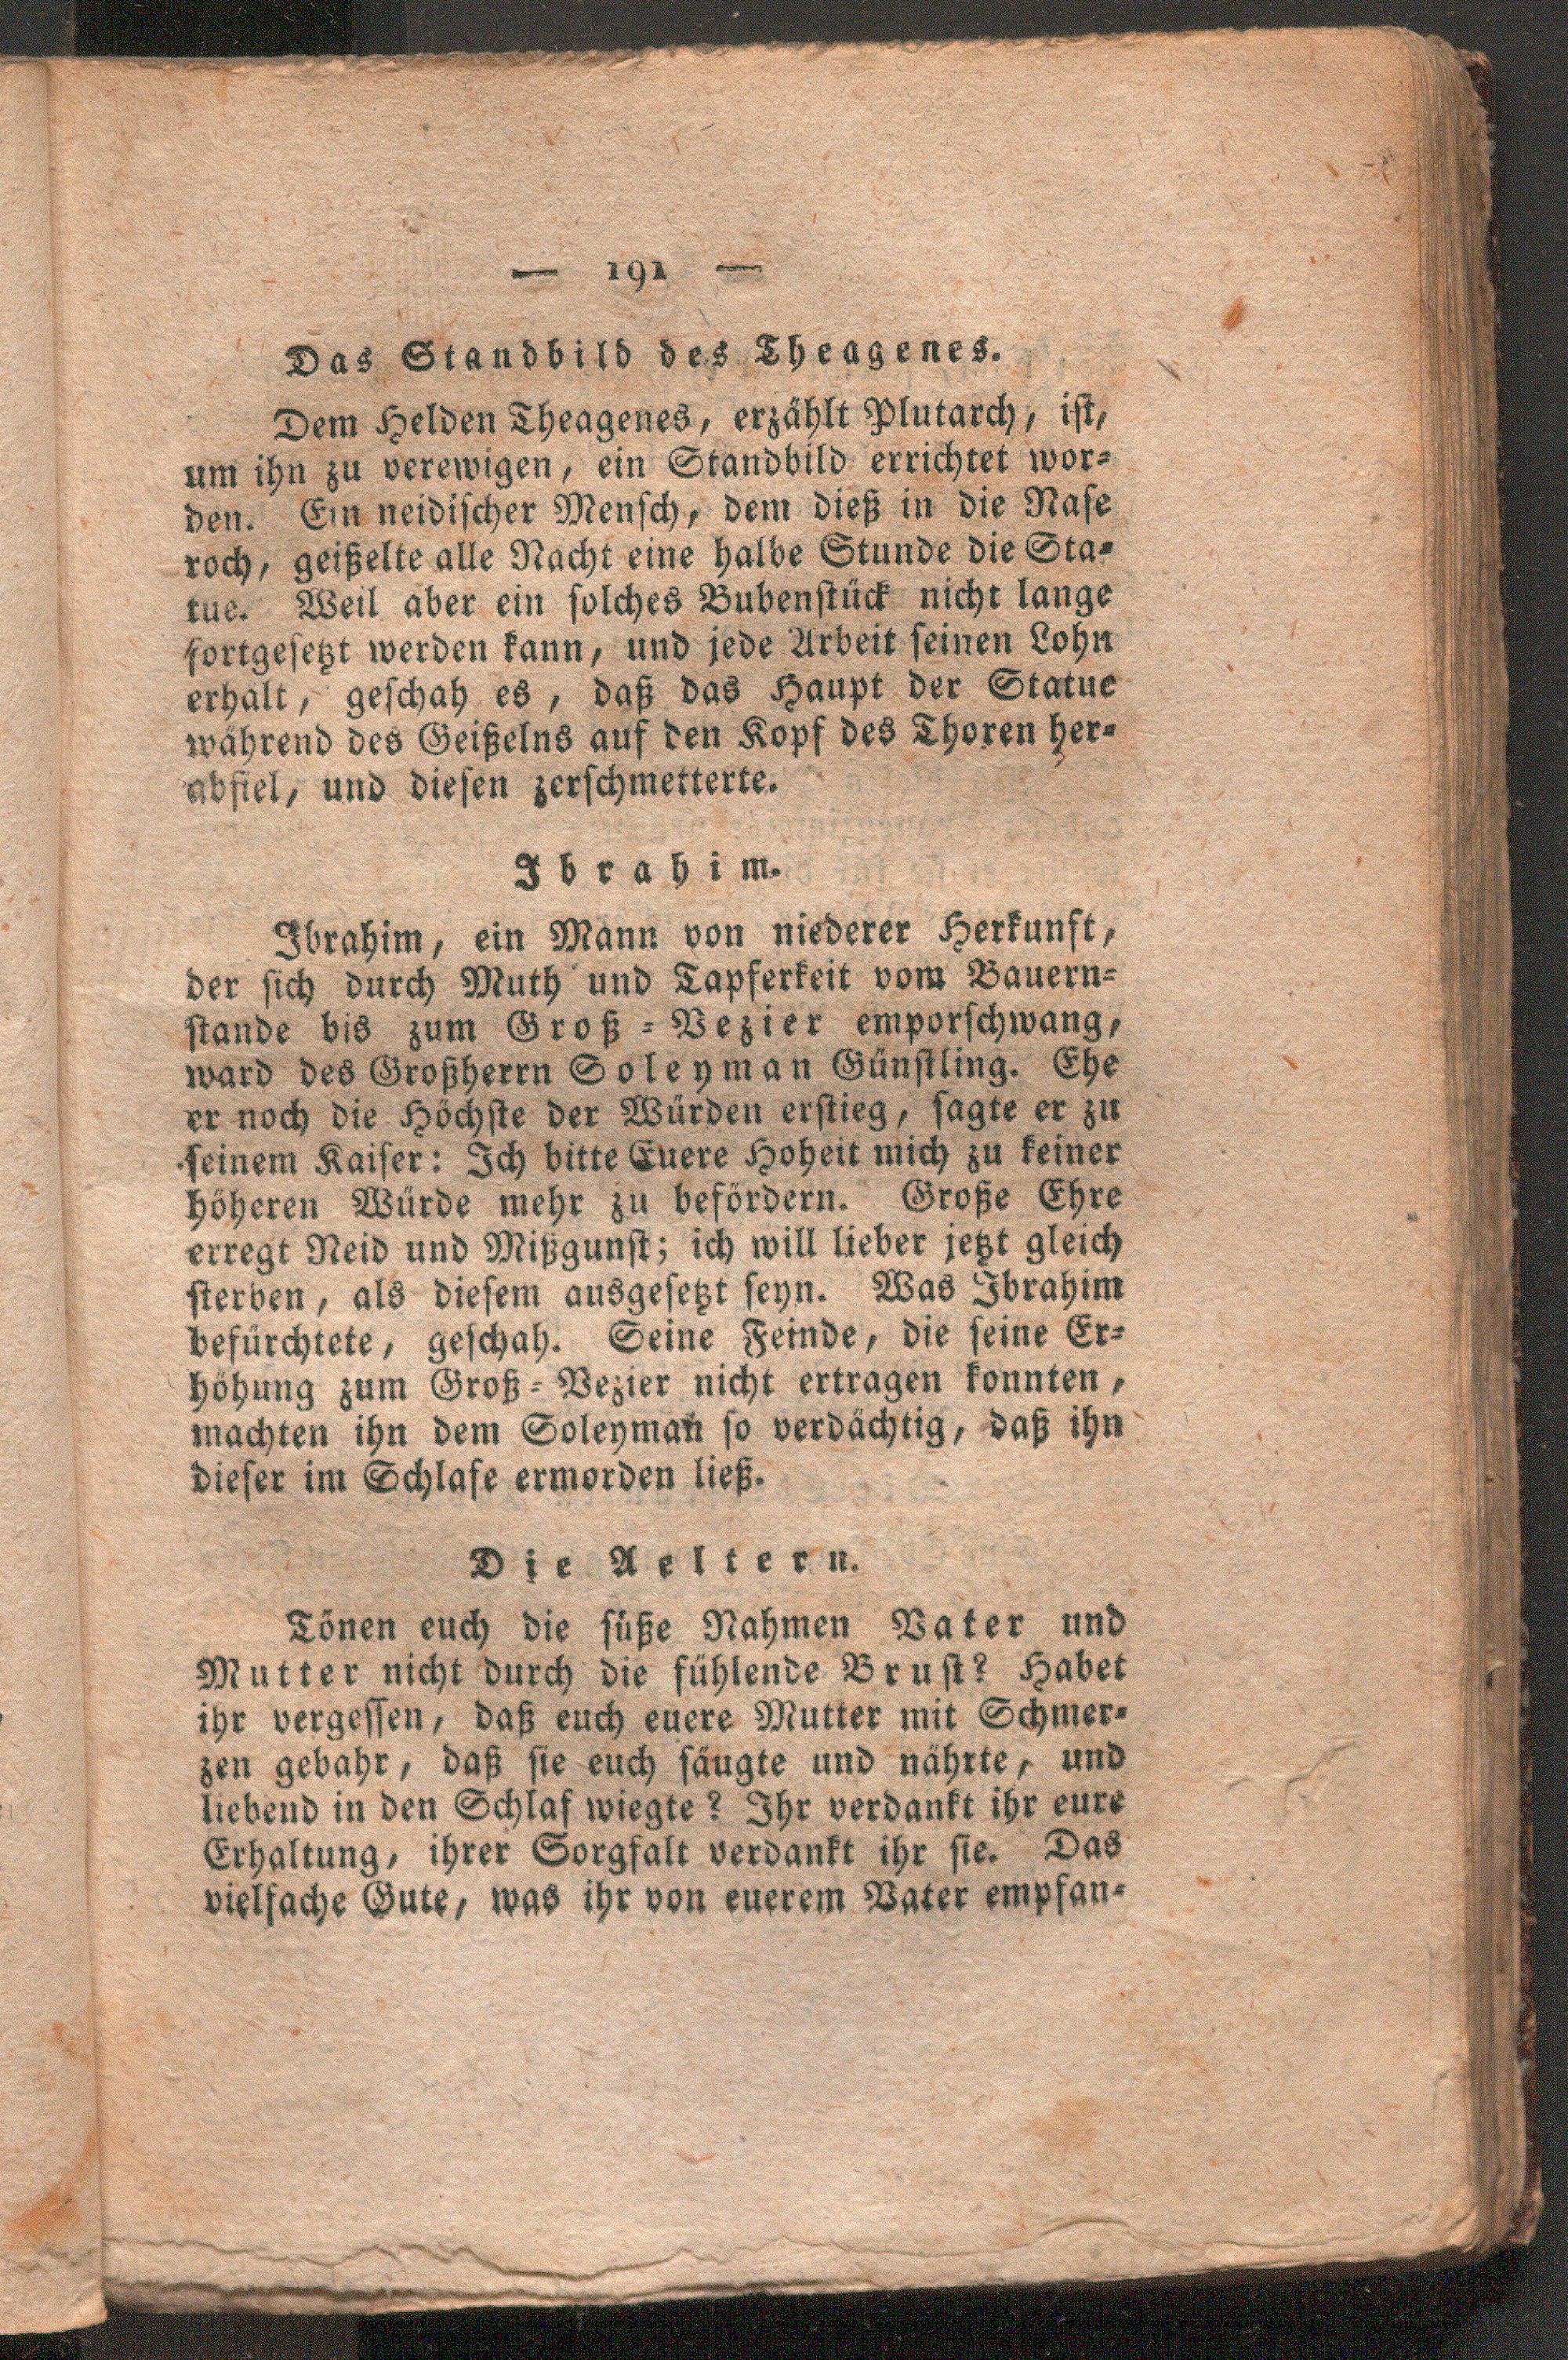 — 191 —
Das Standbild des Theagenes.
Dem Helden Theagenes, erzählt Plutarch, ist,
um ihn zu verewigen, ein Standbild errichtet wor-
den. Ein neidischer Mensch, dem dieß in die Nase
roch, geißelte alle Nacht eine halbe Stunde die Sta-
tue. Weil aber ein solches Bubenstück nicht lange
fortgesetzt werden kann, und jede Arbeit seinen Lohn
erhalt, geschah es, daß das Haupt der Statue
während des Geißelns auf den Kopf des Thoren her-
abfiel, und diesen zerschmetterte.
Ibrahim.
Ibrahim, ein Mann von niederer Herkunft,
der sich durch Muth und Tapferkeit vom Bauern-
stande bis zum Groß-Vezier emporschwang,
ward des Großherrn Soleyman Günstling. Ehe
er noch die Höchste der Würden erstieg, sagte er zu
seinem Kaiser: Ich bitte Euere Hoheit mich zu keiner
höheren Würde mehr zu befördern. Große Ehre
erregt Neid und Mißgunst; ich will lieber jetzt gleich
sterben, als diesem ausgesetzt seyn. Was Ibrahim
befürchtete, geschah. Seine Feinde, die seine Er-
höhung zum Groß-Vezier nicht ertragen konnten,
machten ihn dem Soleyman so verdächtig, daß ihn
dieser im Schlafe ermorden ließ.
Die Aeltern.
Tönen euch die süße Nahmen Vater und
Mutter nicht durch die fühlende Brust? Habet
ihr vergessen, daß euch euere Mutter mit Schmer-
zen gebahr, daß sie euch säugte und nährte, und
liebend in den Schlaf wiegte? Ihr verdankt ihr eure
Erhaltung, ihrer Sorgfalt verdankt ihr sie. Das
vielfache Gute, was ihr von euerem Vater empfan-